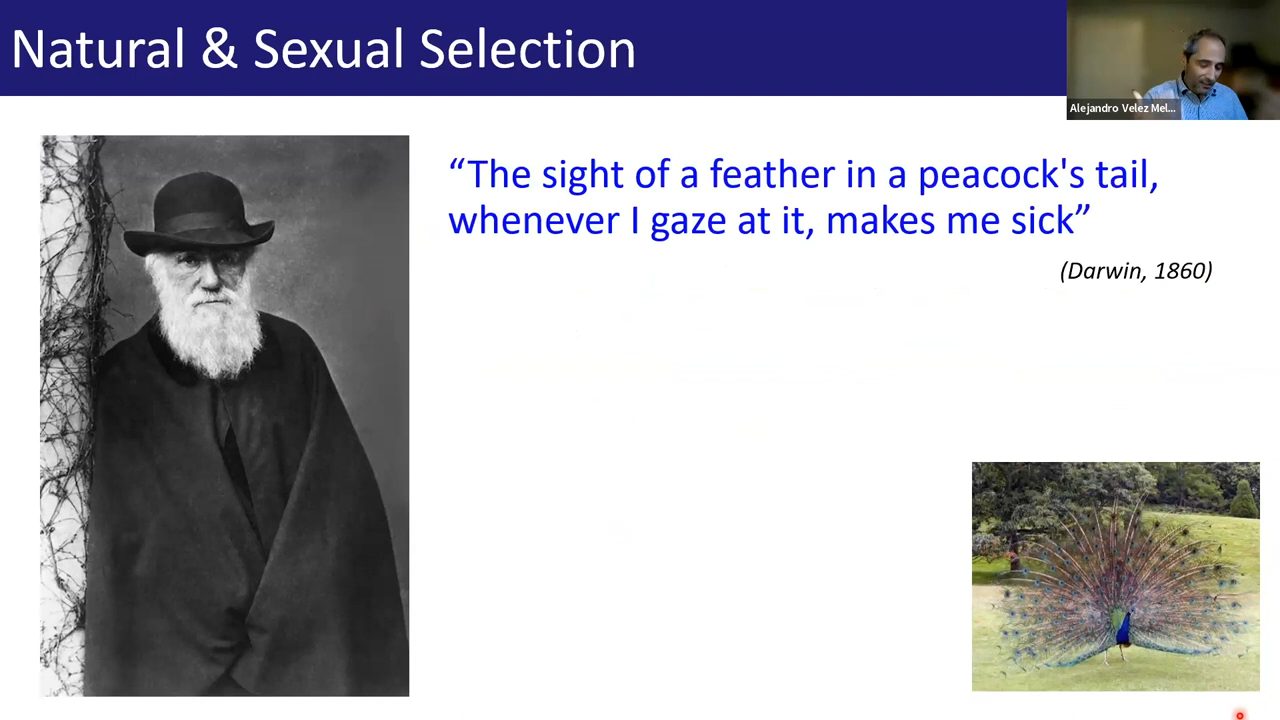 Natural & Sexual Selection
Alejandro Velez Mel...
“The sight of a feather in a peacock's tail,
whenever I gaze at it, makes me sick”
(Darwin, 1860)